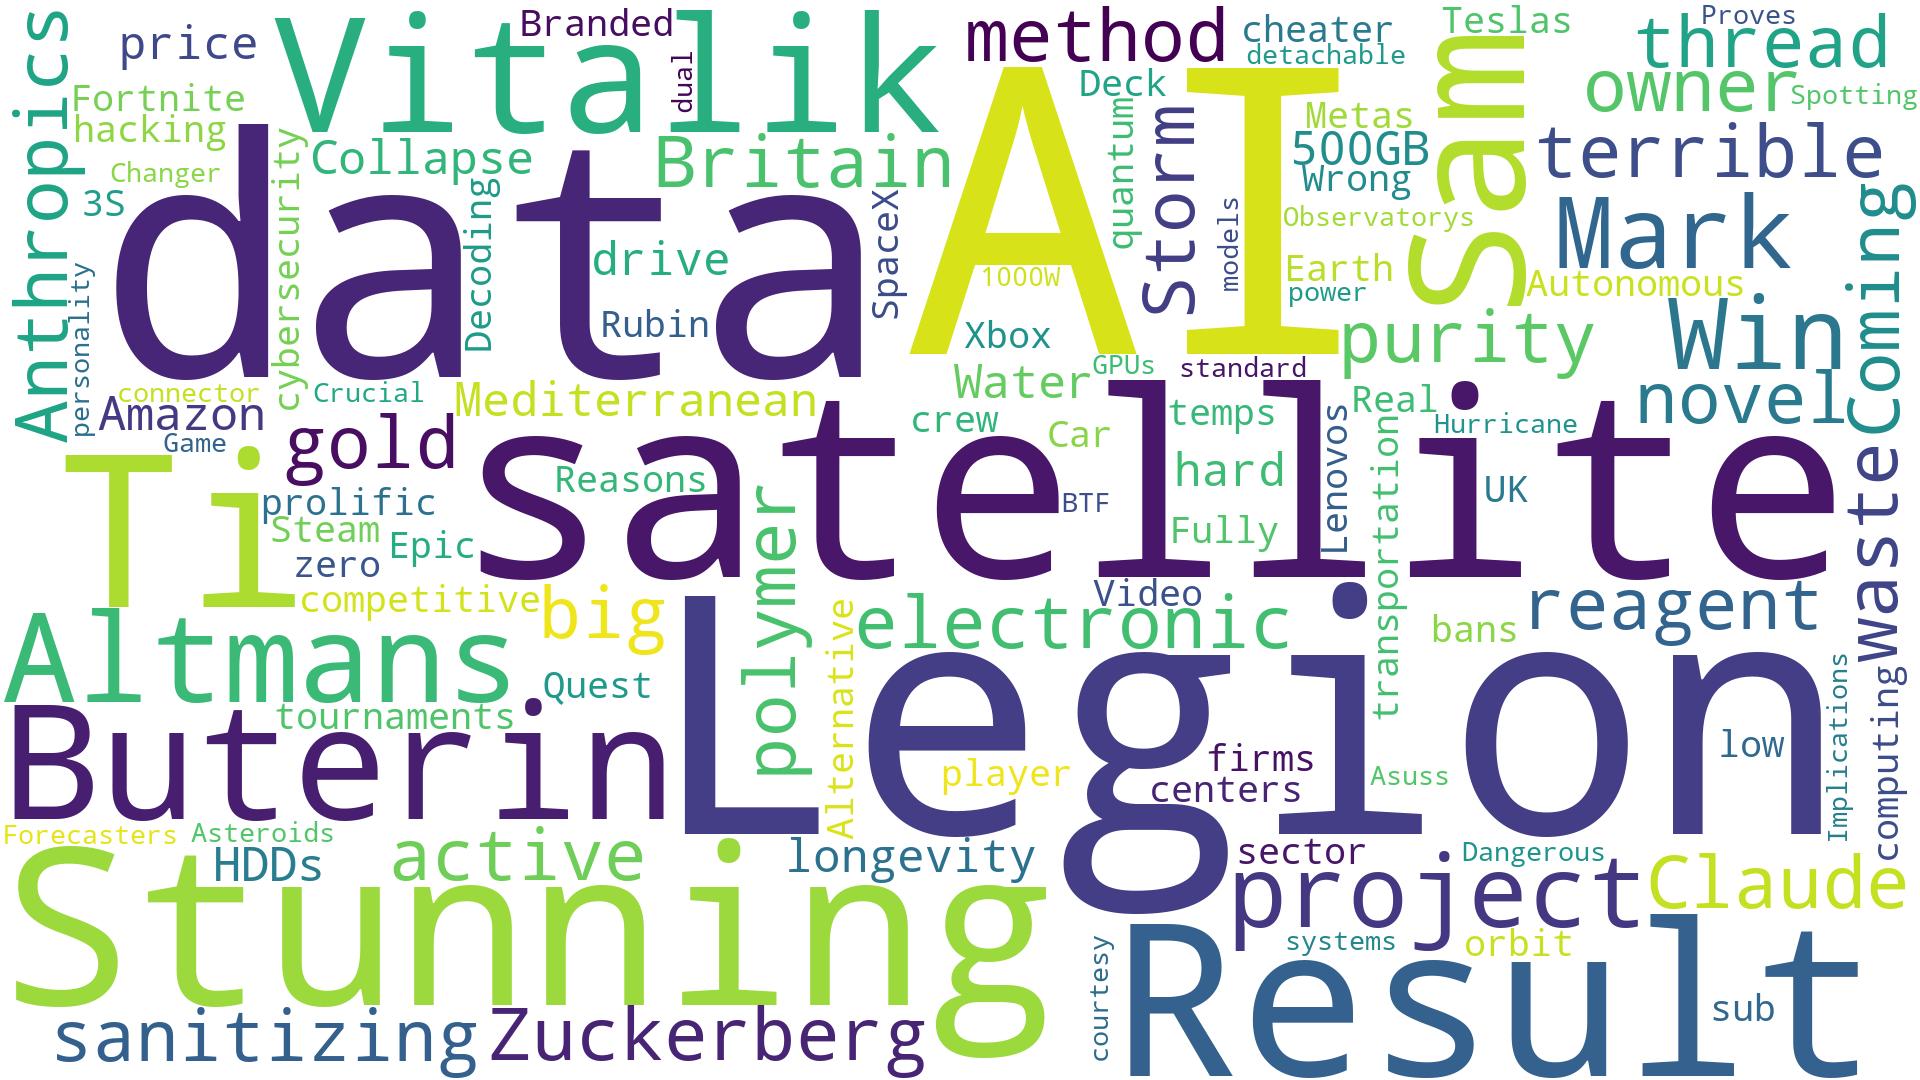 Anthropics
price
Vitalik
Branded
dual
method
cheater
detachable
Teslas
Proves
thread
Fortnite
hacking
Changer
3S
data
cybersecurity
Collapse
Decoding
Britain
AI
Deck
quantum
Storm
models
Metas
500GB
Wrong
Observatorys
Earth
power
Sam
owner
Spotting
terrible
Mark
Autonomous
Coming
personality
drive
Rubin
SpaceX
1000W
Xbox
purity
Win
novel
connector
Amazon
Game
Crucial
gold
Mediterranean
Water
GPUs
standard
crew
Car
temps
hard
Lenovos
Real
Hurricane
transportation
UK
waste
Ti
prolific
Steam
zero
Epic
satellite
Reasons
polymer
BTF
Fully
competitive
big
Altmans
Quest
tournaments
electronic
Video
bans
reagent
Alternative
Implications
computing
Buterin
Legion
player
firms
centers
Asuss
low
Forecasters
Asteroids
HDDs
active
longevity
sector
Dangerous
project
Claude
Stunning
systems
orbit
courtesy
Result
sub
sanitizing
Zuckerberg